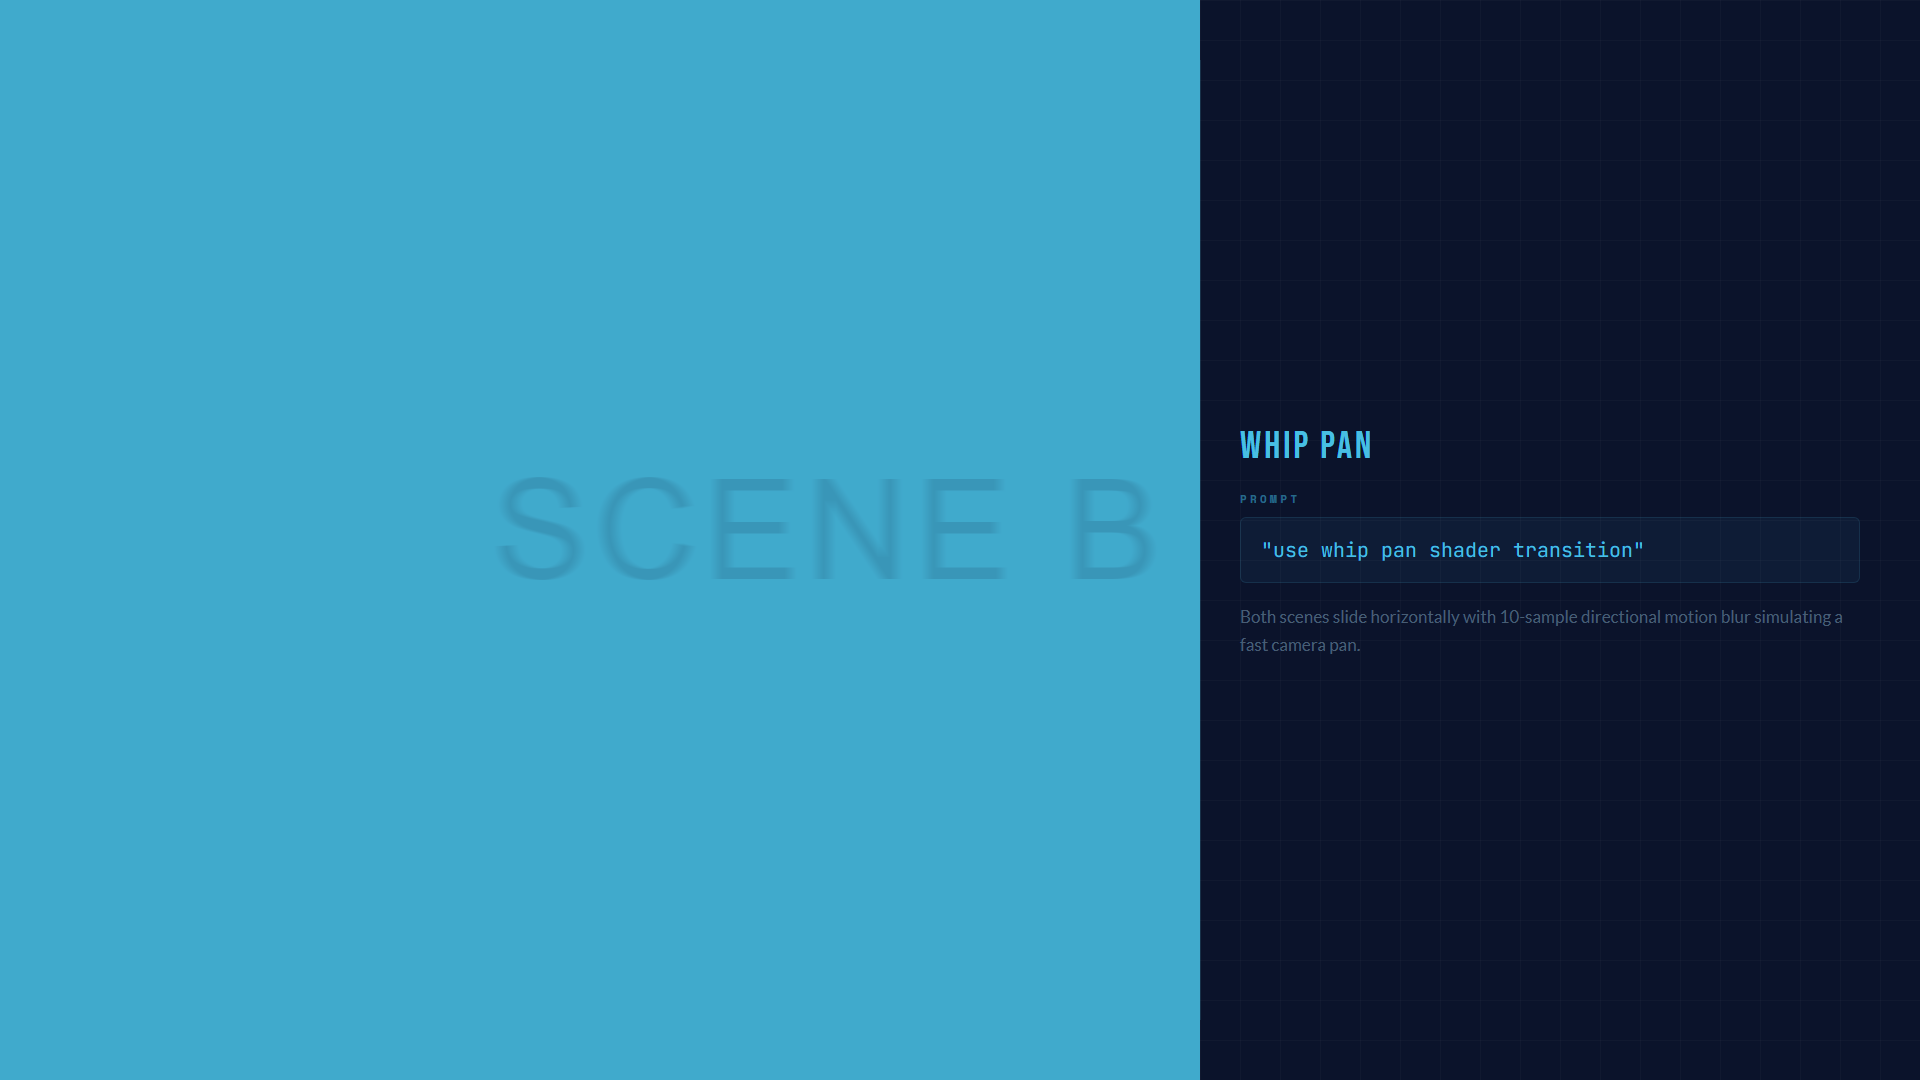 SCENE B
WHIP PAN
PROMPT
"use whip pan shader transition"
Both scenes slide horizontally with 10-sample directional motion blur simulating a
fast camera pan.